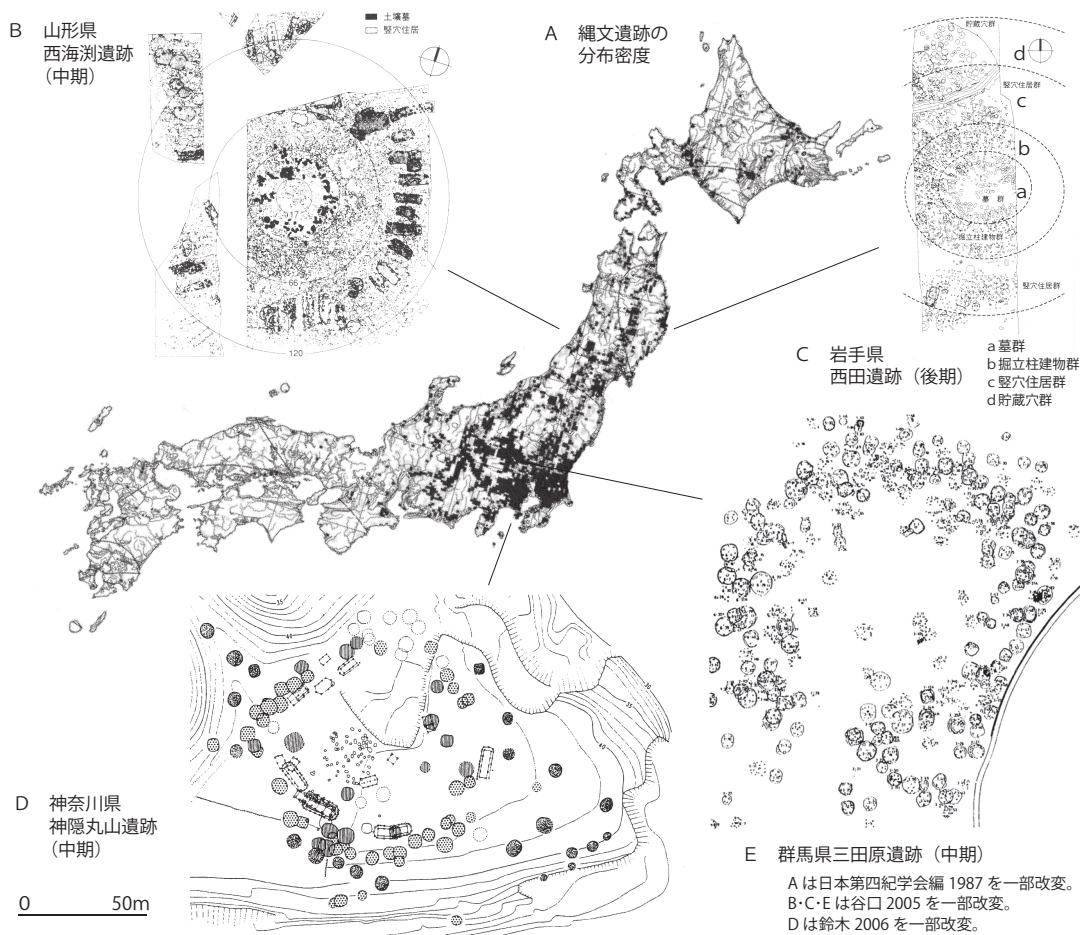 B 山形県
西海渕遺跡
（中期）
土壙墓
竪穴住居
66
120
A 縄文遺跡の
分布密度
貯蔵穴群
d
竪穴住居群
c
b
a
墓 群
掘立柱建物群
竪穴住居群
C 岩手県
西田遺跡（後期）
a 墓群
b 掘立柱建物群
c 竪穴住居群
d 貯蔵穴群
D 神奈川県
神隠丸山遺跡
（中期）
35
40
40
35
0 50m
E 群馬県三田原遺跡（中期）
A は日本第四紀学会編 1987 を一部改変。
B・C・E は谷口 2005 を一部改変。
D は鈴木 2006 を一部改変。